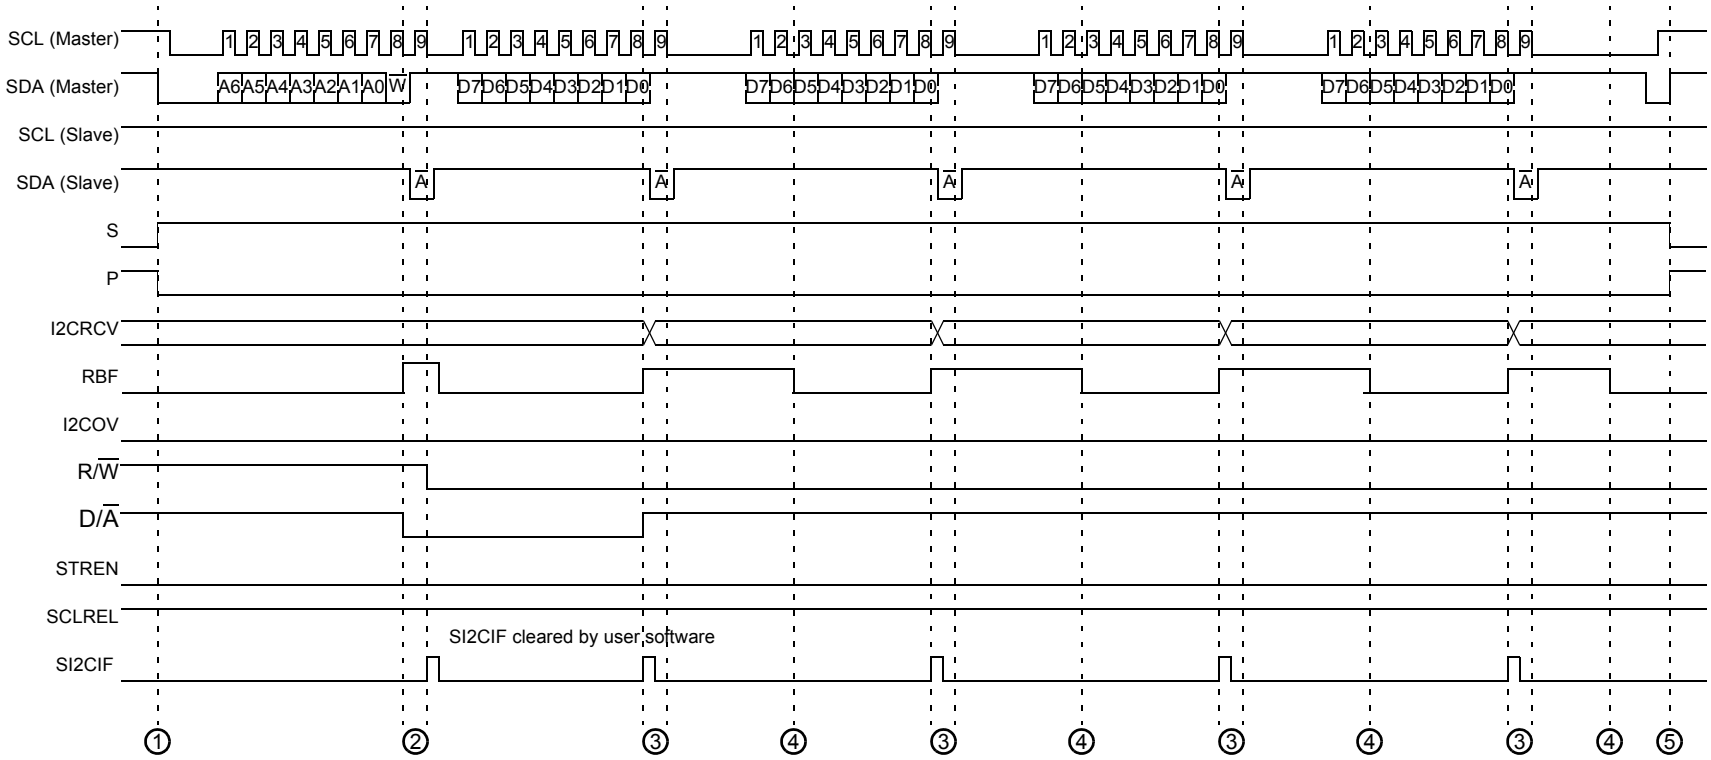 SCL (Master) 1 2 3 4 5 6 7 8 9 1 2 3 4 5 6 7 8 9 1 2 3 4 5 6 7 8 9 1 2 3 4 5 6 7 8 9 1 2 3 4 5 6 7 8 9
SDA (Master) A6 A5 A4 A3 A2 A1 A0 W̅ D7 D6 D5 D4 D3 D2 D1 D0 D7 D6 D5 D4 D3 D2 D1 D0 D7 D6 D5 D4 D3 D2 D1 D0 D7 D6 D5 D4 D3 D2 D1 D0
SCL (Slave)
SDA (Slave) A̅ A̅ A̅ A̅ A̅
S
P
I2CRCV
RBF
I2COV
R/W̅
D/A̅
STREN
SCLREL
SI2CIF cleared by user software
SI2CIF
① ② ③ ④ ③ ④ ③ ④ ③ ④ ⑤